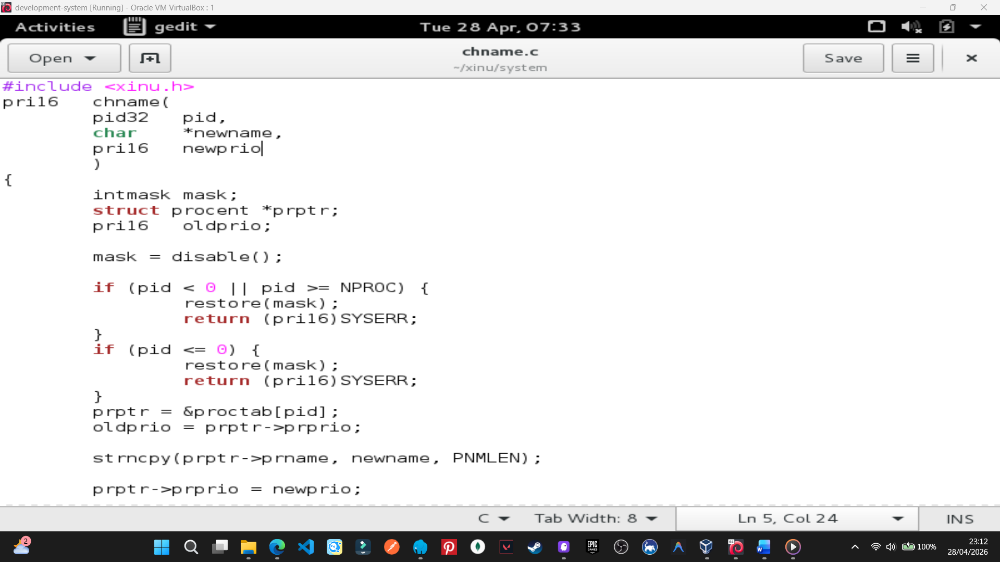 development-system [Running] - Oracle VM VirtualBox : 1
Activities gedit Tue 28 Apr, 07:33
Open chname.c Save
~/xinu/system
#include <xinu.h>
pri16 chname(
pid32 pid,
char *newname,
pri16 newprio
)
{
intmask mask;
struct procent *prptr;
pri16 oldprio;
mask = disable();
if (pid < 0 || pid >= NPROC) {
restore(mask);
return (pri16)SYSERR;
}
if (pid <= 0) {
restore(mask);
return (pri16)SYSERR;
}
prptr = &proctab[pid];
oldprio = prptr->prprio;
strncpy(prptr->prname, newname, PNMLEN);
prptr->prprio = newprio;
C Tab Width: 8 Ln 5, Col 24 INS
2
EPIC GAMES
64
W
100%
23:12
28/04/2026